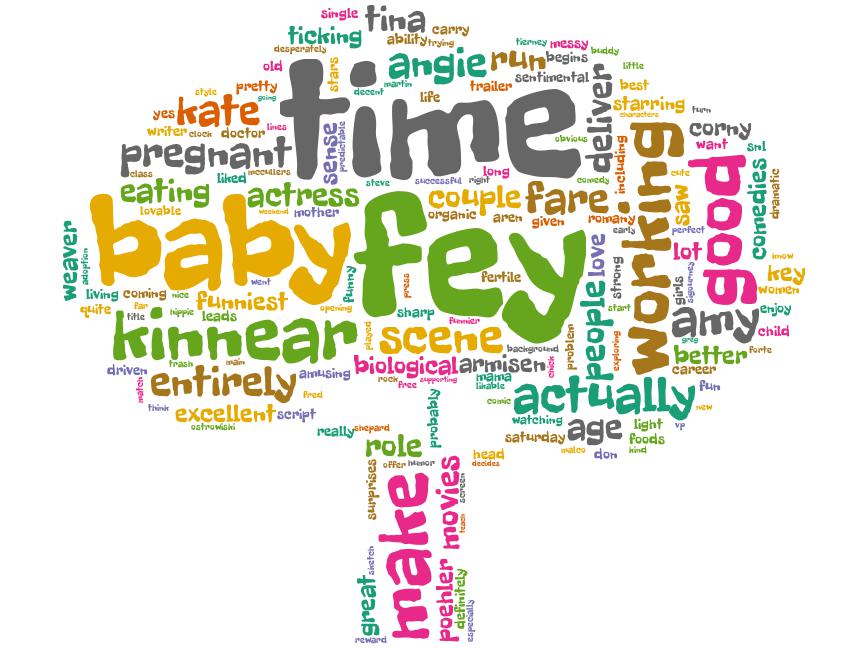 single
tina
ticking
ability
carry
trying
desperately
tierney
messy
buddy
old
stars
angie
run
begins
little
time
decent
martin
sentimental
style
going
pretty
life
trailer
deliver
best
starring
characters
turn
yes
kate
writer
clock
doctor
lines
sense
predictable
obvious
including
working
corny
want
snl
pregnant
class
mccullers
liked
steve
successful
right
long
comedy
good
comedies
dramatic
eating
actress
couple
fare
saw
cute
lovable
weekend
mother
organic
aren
given
romany
early
perfect
weaver
adoption
baby
fey
love
lot
know
went
funny
press
fertile
strong
girls
sigourney
key
women
living
coming
nice
funniest
opening
quite
far
title
hippie
leads
sharp
funnier
start
amy
enjoy
child
kinnear
played
scene
background
problem
people
exploring
greg
better
forte
driven
trash
main
biological
armisen
chick
career
match
entirely
amusing
rock
free
supporting
mama
likable
fun
fred
actually
new
think
excellent
script
comic
watching
vp
ostrowiski
really
shepard
probably
saturday
age
light
foods
role
malco
don
kind
surprises
offer
humor
head
decides
make
movies
screen
teach
great
sketch
poehler
definitely
especially
reward